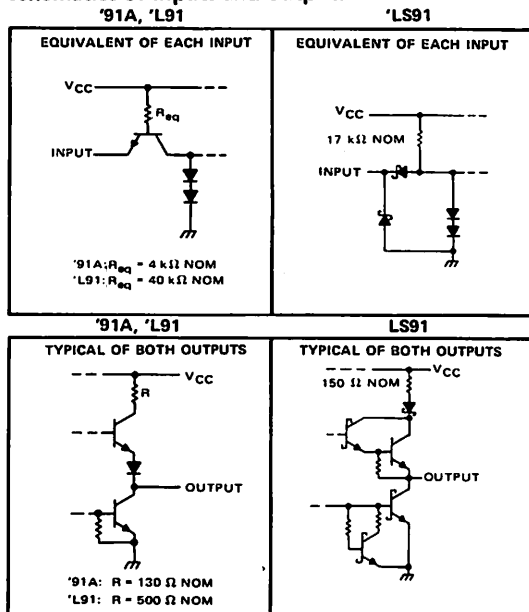 '91A, 'L91
'LS91
EQUIVALENT OF EACH INPUT
EQUIVALENT OF EACH INPUT
VCC
Req
INPUT
'91A: Req = 4 kΩ NOM
'L91: Req = 40 kΩ NOM
VCC
17 kΩ NOM
INPUT
'91A, 'L91
LS91
TYPICAL OF BOTH OUTPUTS
TYPICAL OF BOTH OUTPUTS
VCC
R
OUTPUT
'91A: R = 130 Ω NOM
'L91: R = 500 Ω NOM
VCC
150 Ω NOM
OUTPUT